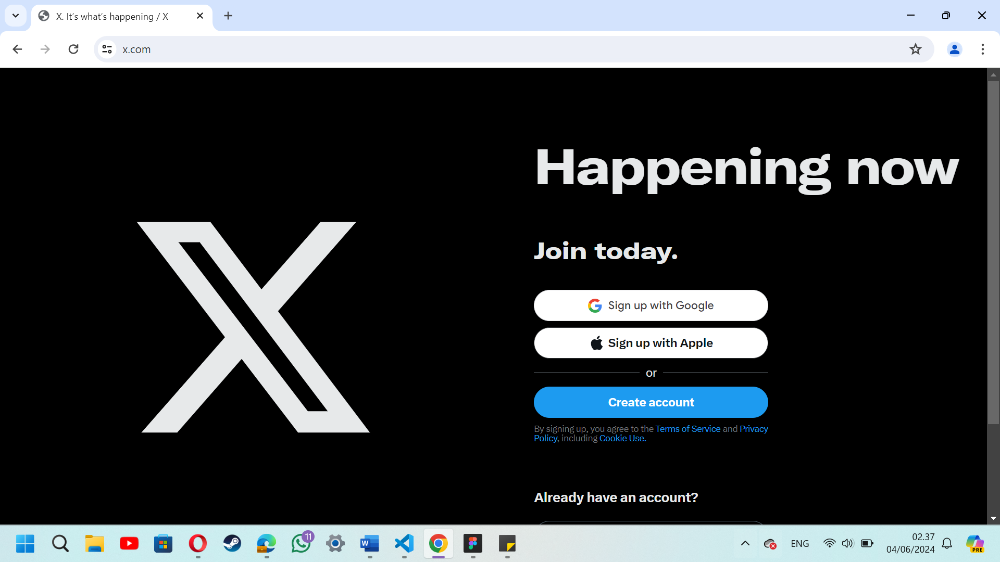 X. It's what's happening / X
x.com
Happening now
Join today.
Sign up with Google
Sign up with Apple
or
Create account
By signing up, you agree to the Terms of Service and Privacy
Policy, including Cookie Use.
Already have an account?
11
ENG
02.37
04/06/2024
PRE